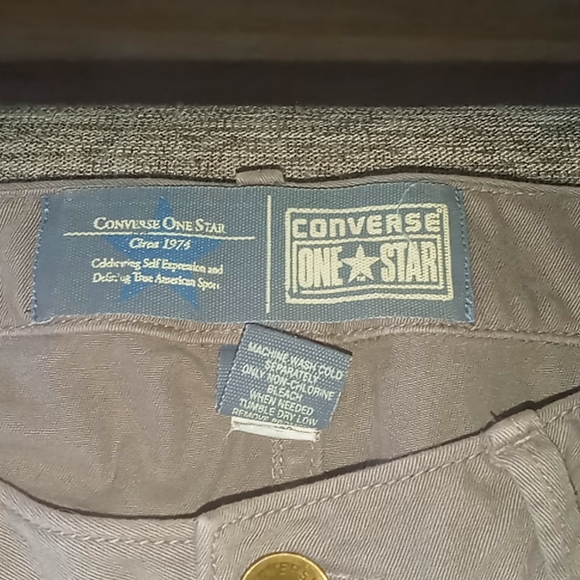 CONVERSE ONE STAR
Circa 1974
Celebrating Self Expression and
Defining True American Sport
CONVERSE
ONE ★ STAR
MACHINE WASH COLD
SEPARATELY
ONLY NON-CHLORINE
BLEACH
WHEN NEEDED
TUMBLE DRY LOW
REMOVE